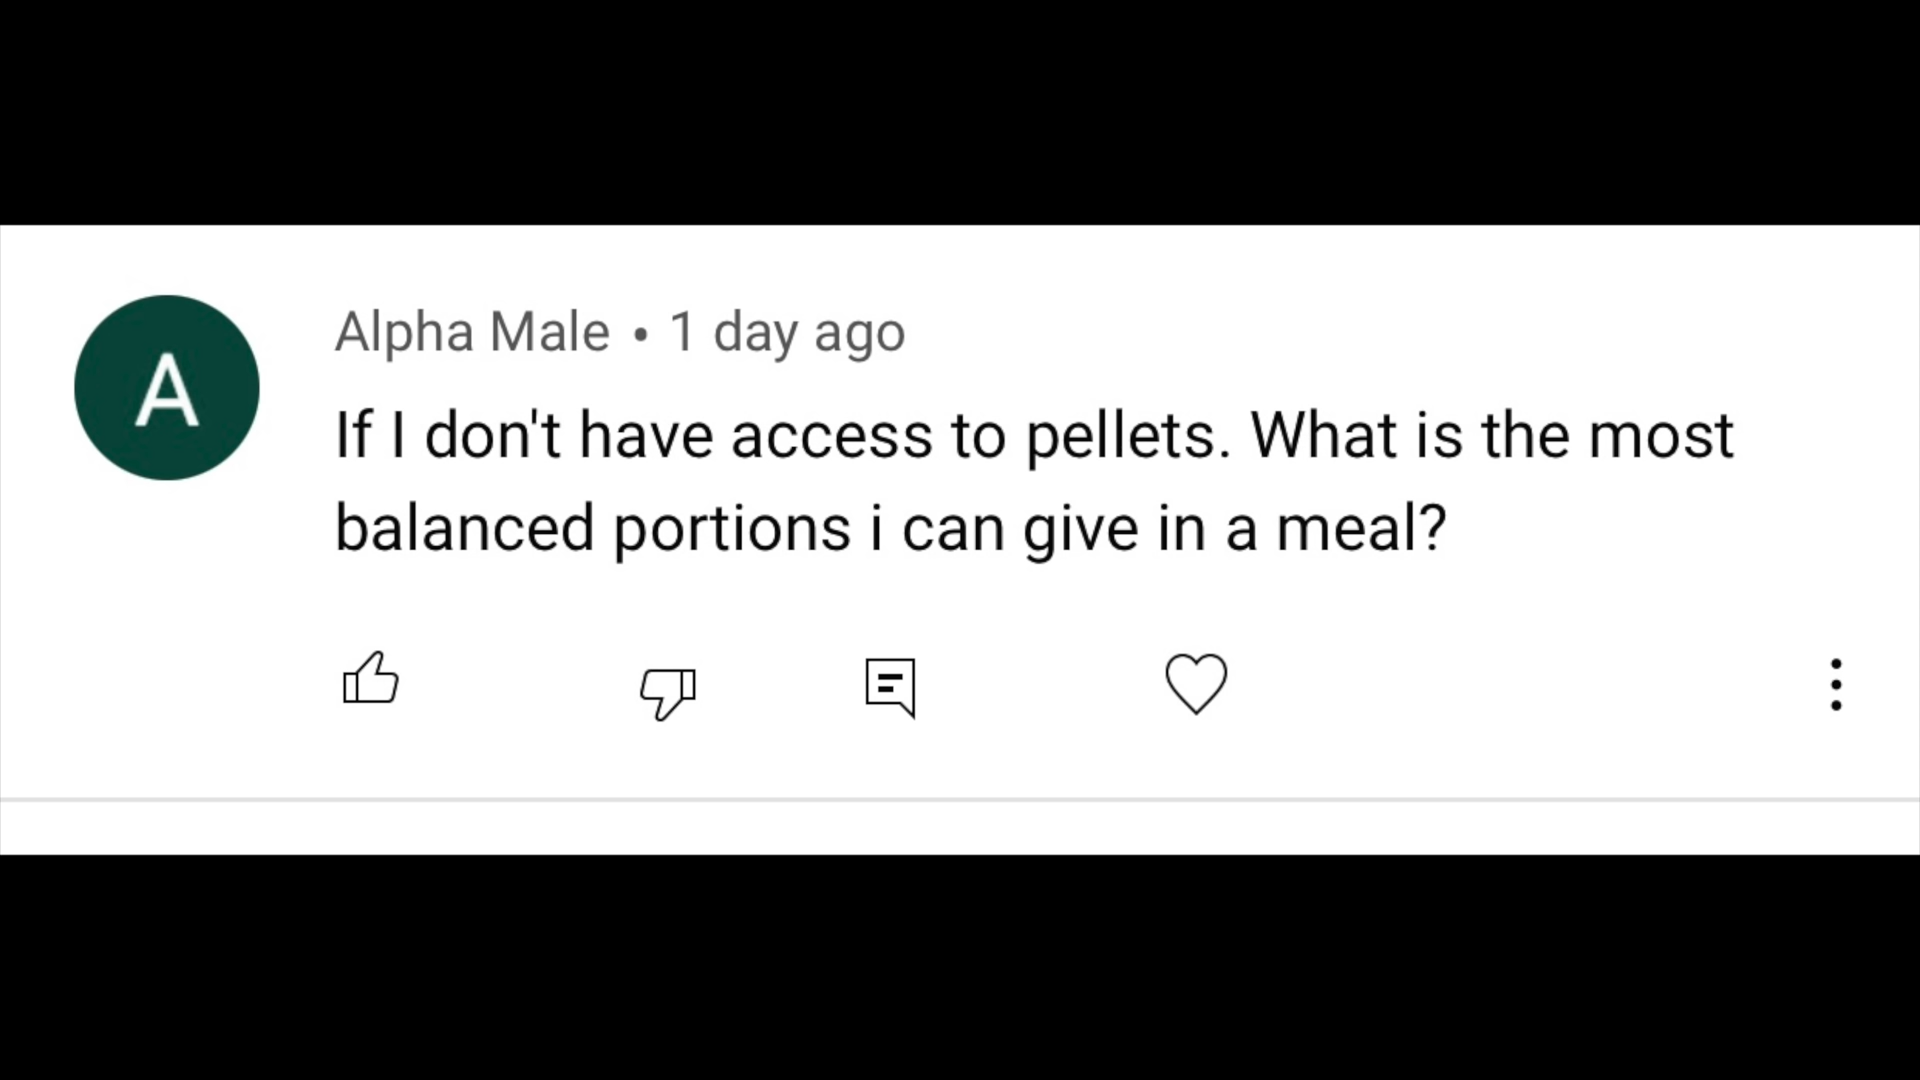 A
Alpha Male • 1 day ago
If I don't have access to pellets. What is the most
balanced portions i can give in a meal?